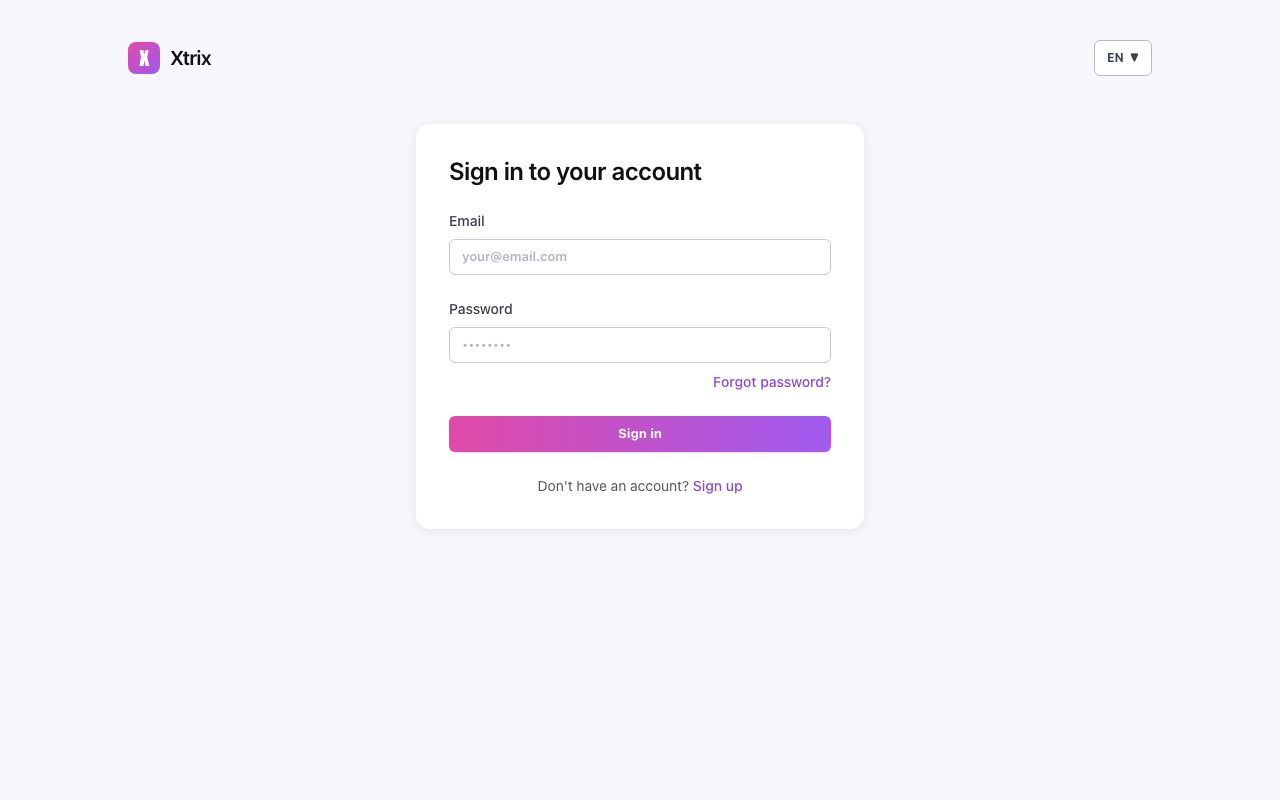 Xtrix
EN ▼
Sign in to your account
Email
your@email.com
Password
••••••••
Forgot password?
Sign in
Don't have an account? Sign up